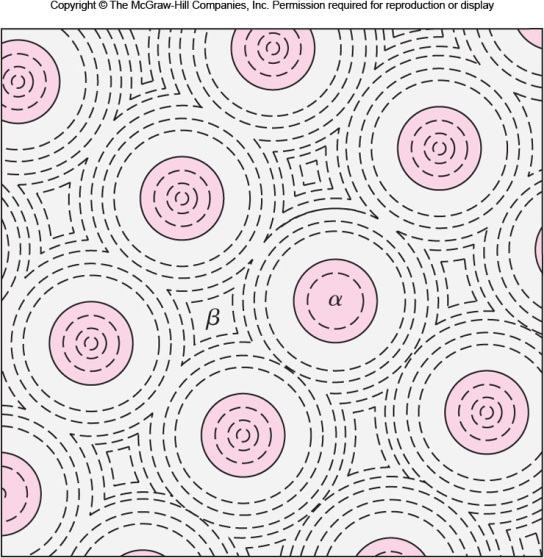 Copyright © The McGraw-Hill Companies, Inc. Permission required for reproduction or display
α
β